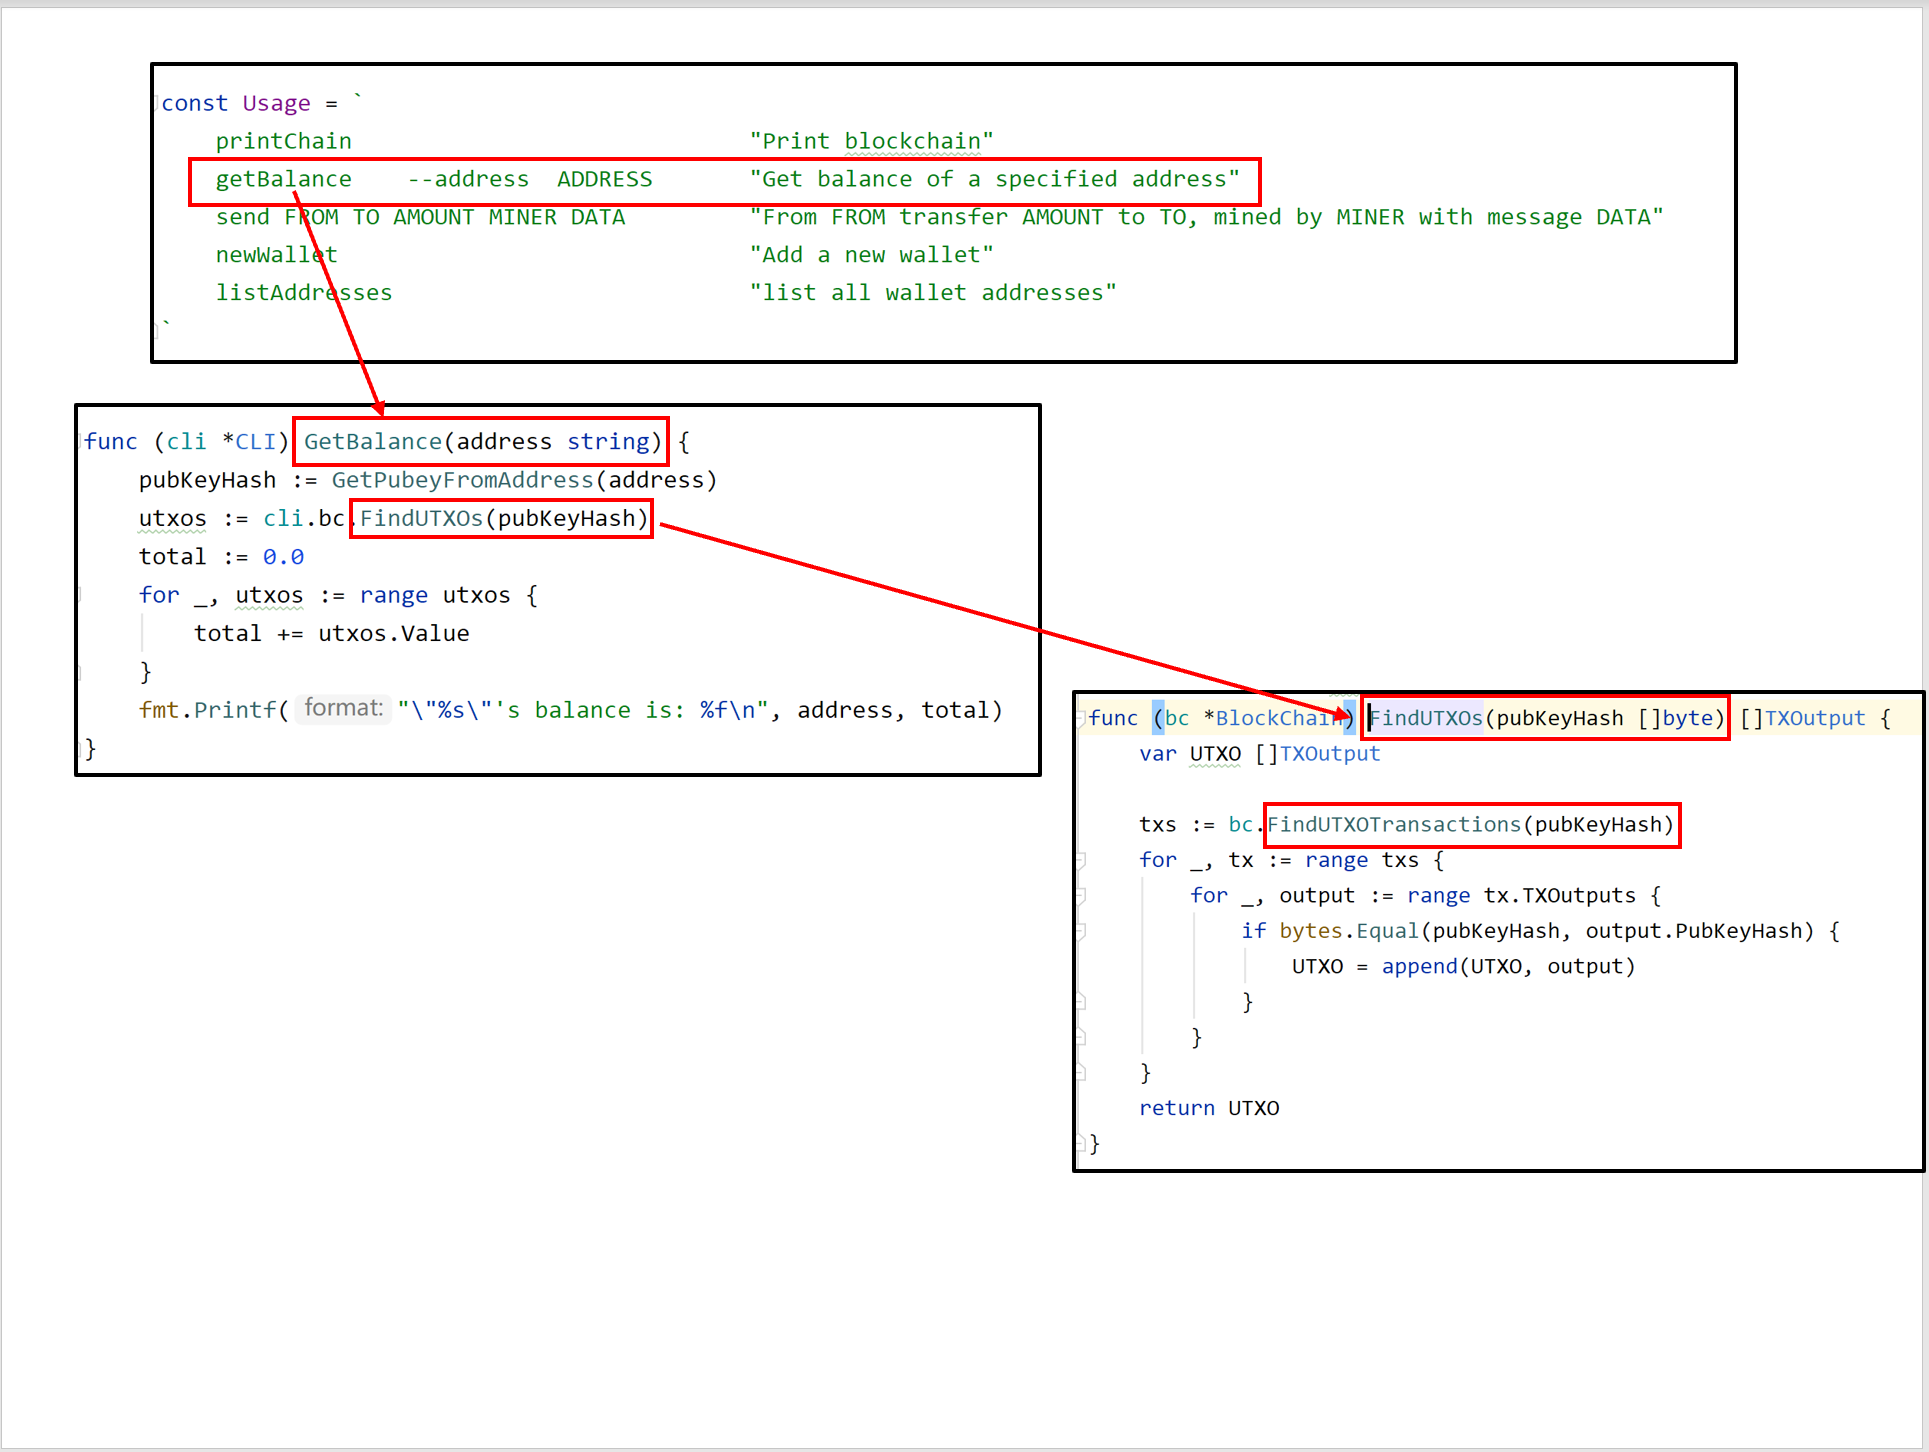 const Usage = `
printChain "Print blockchain"
getBalance --address ADDRESS "Get balance of a specified address"
send FROM TO AMOUNT MINER DATA "From FROM transfer AMOUNT to TO, mined by MINER with message DATA"
newWallet "Add a new wallet"
listAddresses "list all wallet addresses"
`
func (cli *CLI) GetBalance(address string) {
pubKeyHash := GetPubeyFromAddress(address)
utxos := cli.bc.FindUTXOs(pubKeyHash)
total := 0.0
for _, utxos := range utxos {
total += utxos.Value
}
fmt.Printf( format: "\"%s\"'s balance is: %f\n", address, total)
}
func (bc *BlockChain) FindUTXOs(pubKeyHash []byte) []TXOutput {
var UTXO []TXOutput
txs := bc.FindUTXOTransactions(pubKeyHash)
for _, tx := range txs {
for _, output := range tx.TXOutputs {
if bytes.Equal(pubKeyHash, output.PubKeyHash) {
UTXO = append(UTXO, output)
}
}
}
return UTXO
}